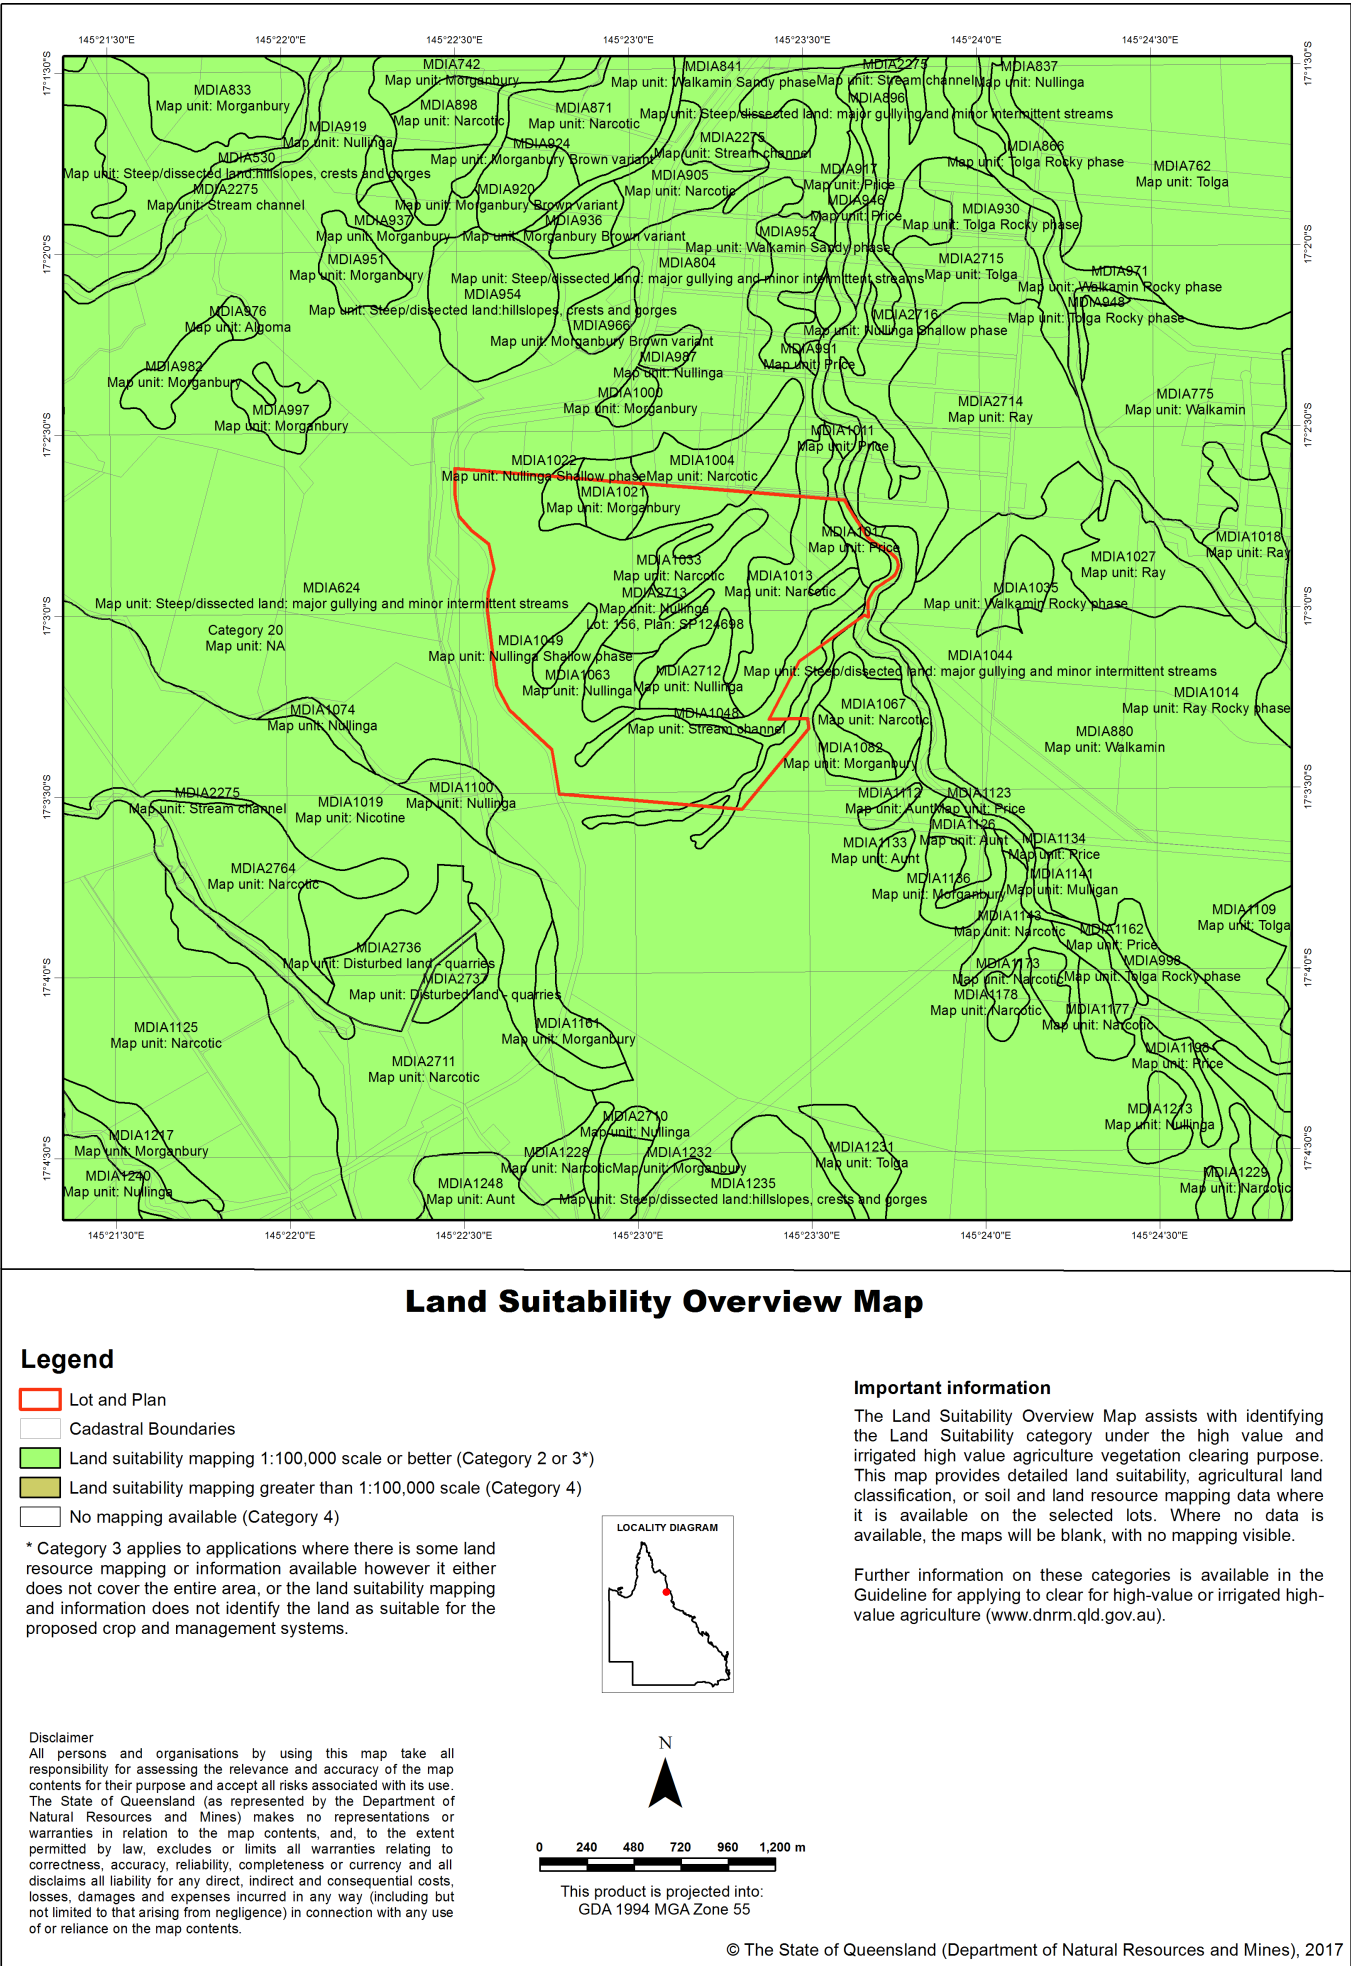 145°21'30"E 145°22'0"E 145°22'30"E 145°23'0"E 145°23'30"E 145°24'0"E 145°24'30"E
17°1'30"S
17°2'0"S
17°2'30"S
17°3'0"S
17°3'30"S
17°4'0"S
17°4'30"S
17°1'30"S
17°2'0"S
17°2'30"S
17°3'0"S
17°3'30"S
17°4'0"S
17°4'30"S
MDIA742
Map unit: Morganbury
MDIA841
Map unit: Walkamin Sandy phase
MDIA2275
Map unit: Stream channel
MDIA837
Map unit: Nullinga
MDIA833
Map unit: Morganbury
MDIA898
Map unit: Narcotic
MDIA871
Map unit: Narcotic
MDIA896
Map unit: Steep/dissected land: major gullying and minor intermittent streams
MDIA919
Map unit: Nullinga
MDIA924
Map unit: Morganbury Brown variant
MDIA2275
Map unit: Stream channel
MDIA866
Map unit: Tolga Rocky phase
MDIA530
Map unit: Steep/dissected land:hillslopes, crests and gorges
MDIA762
Map unit: Tolga
MDIA2275
Map unit: Stream channel
MDIA920
Map unit: Morganbury Brown variant
MDIA905
Map unit: Narcotic
MDIA917
Map unit: Price
MDIA946
Map unit: Price
MDIA930
Map unit: Tolga Rocky phase
MDIA937
Map unit: Morganbury
MDIA936
Map unit: Morganbury Brown variant
MDIA952
Map unit: Walkamin Sandy phase
MDIA951
Map unit: Morganbury
MDIA804
Map unit: Steep/dissected land: major gullying and minor intermittent streams
MDIA2715
Map unit: Tolga
MDIA971
Map unit: Walkamin Rocky phase
MDIA954
Map unit: Steep/dissected land:hillslopes, crests and gorges
MDIA948
Map unit: Tolga Rocky phase
MDIA976
Map unit: Algoma
MDIA966
Map unit: Morganbury Brown variant
MDIA2716
Map unit: Nullinga Shallow phase
MDIA982
Map unit: Morganbury
MDIA987
Map unit: Nullinga
MDIA991
Map unit: Price
MDIA997
Map unit: Morganbury
MDIA1000
Map unit: Morganbury
MDIA2714
Map unit: Ray
MDIA775
Map unit: Walkamin
MDIA1011
Map unit: Price
MDIA1022
Map unit: Nullinga Shallow phase
MDIA1004
Map unit: Narcotic
MDIA1021
Map unit: Morganbury
MDIA1017
Map unit: Price
MDIA1018
Map unit: Ray
MDIA1027
Map unit: Ray
MDIA1033
Map unit: Narcotic
MDIA1013
Map unit: Narcotic
MDIA624
Map unit: Steep/dissected land: major gullying and minor intermittent streams
MDIA2713
Map unit: Nullinga
Lot: 156, Plan: SP124698
MDIA1035
Map unit: Walkamin Rocky phase
Category 20
Map unit: NA
MDIA1049
Map unit: Nullinga Shallow phase
MDIA1044
Map unit: Steep/dissected land: major gullying and minor intermittent streams
MDIA1063
Map unit: Nullinga
MDIA2712
Map unit: Nullinga
MDIA1014
Map unit: Ray Rocky phase
MDIA1074
Map unit: Nullinga
MDIA1048
Map unit: Stream channel
MDIA1067
Map unit: Narcotic
MDIA880
Map unit: Walkamin
MDIA1082
Map unit: Morganbury
MDIA2275
Map unit: Stream channel
MDIA1019
Map unit: Nicotine
MDIA1100
Map unit: Nullinga
MDIA1112
Map unit: Aunt
MDIA1123
Map unit: Price
MDIA1126
Map unit: Aunt
MDIA1133
Map unit: Aunt
MDIA1134
Map unit: Price
MDIA2764
Map unit: Narcotic
MDIA1136
Map unit: Morganbury
MDIA1141
Map unit: Mulligan
MDIA1143
Map unit: Narcotic
MDIA1109
Map unit: Tolga
MDIA1162
Map unit: Price
MDIA2736
Map unit: Disturbed land - quarries
MDIA2737
Map unit: Disturbed land - quarries
MDIA1173
Map unit: Narcotic
MDIA998
Map unit: Tolga Rocky phase
MDIA1178
Map unit: Narcotic
MDIA1177
Map unit: Narcotic
MDIA1125
Map unit: Narcotic
MDIA1161
Map unit: Morganbury
MDIA2711
Map unit: Narcotic
MDIA1198
Map unit: Price
MDIA2710
Map unit: Nullinga
MDIA1213
Map unit: Nullinga
MDIA1217
Map unit: Morganbury
MDIA1228
Map unit: Narcotic
MDIA1232
Map unit: Morganbury
MDIA1231
Map unit: Tolga
MDIA1240
Map unit: Nullinga
MDIA1248
Map unit: Aunt
MDIA1235
Map unit: Steep/dissected land:hillslopes, crests and gorges
MDIA1229
Map unit: Narcotic
145°21'30"E 145°22'0"E 145°22'30"E 145°23'0"E 145°23'30"E 145°24'0"E 145°24'30"E
Land Suitability Overview Map
Legend
Lot and Plan
Cadastral Boundaries
Land suitability mapping 1:100,000 scale or better (Category 2 or 3*)
Land suitability mapping greater than 1:100,000 scale (Category 4)
No mapping available (Category 4)
* Category 3 applies to applications where there is some land
resource mapping or information available however it either
does not cover the entire area, or the land suitability mapping
and information does not identify the land as suitable for the
proposed crop and management systems.
LOCALITY DIAGRAM
Important information
The Land Suitability Overview Map assists with identifying
the Land Suitability category under the high value and
irrigated high value agriculture vegetation clearing purpose.
This map provides detailed land suitability, agricultural land
classification, or soil and land resource mapping data where
it is available on the selected lots. Where no data is
available, the maps will be blank, with no mapping visible.
Further information on these categories is available in the
Guideline for applying to clear for high-value or irrigated high-
value agriculture (www.dnrm.qld.gov.au).
Disclaimer
All persons and organisations by using this map take all
responsibility for assessing the relevance and accuracy of the map
contents for their purpose and accept all risks associated with its use.
The State of Queensland (as represented by the Department of
Natural Resources and Mines) makes no representations or
warranties in relation to the map contents, and, to the extent
permitted by law, excludes or limits all warranties relating to
correctness, accuracy, reliability, completeness or currency and all
disclaims all liability for any direct, indirect and consequential costs,
losses, damages and expenses incurred in any way (including but
not limited to that arising from negligence) in connection with any use
of or reliance on the map contents.
N
0 240 480 720 960 1,200 m
This product is projected into:
GDA 1994 MGA Zone 55
© The State of Queensland (Department of Natural Resources and Mines), 2017